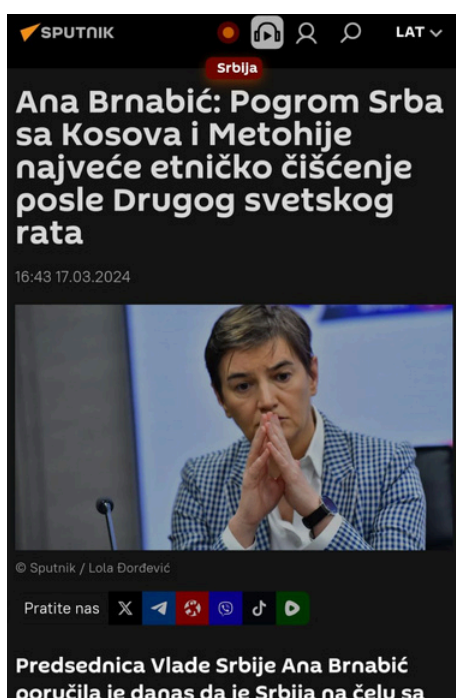 SPUTNIK
LAT
Srbija
Ana Brnabić: Pogrom Srba
sa Kosova i Metohije
najveće etničko čišćenje
posle Drugog svetskog
rata
16:43 17.03.2024
© Sputnik / Lola Đorđević
Pratite nas
Predsednica Vlade Srbije Ana Brnabić
poručila je danas da je Srbija na čelu sa